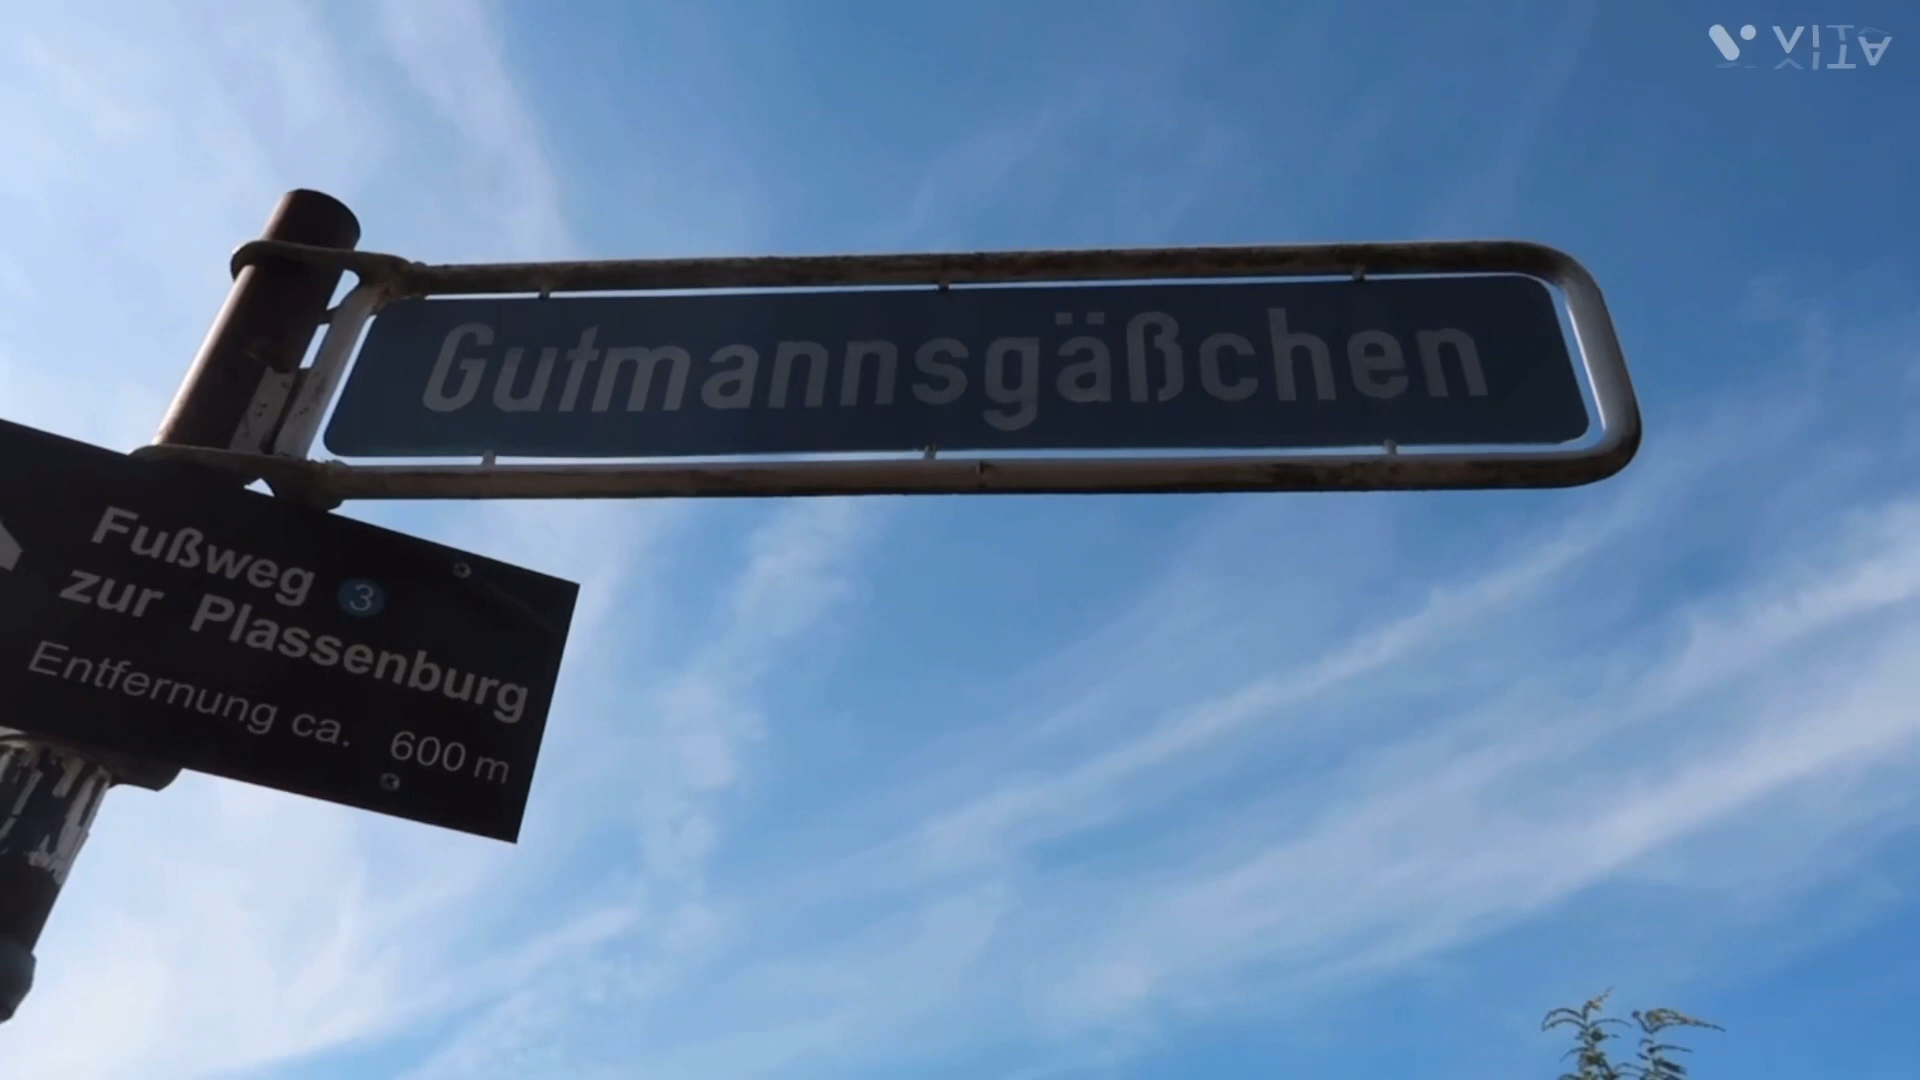 VITA
Gutmannsgäßchen
Fußweg 3
zur Plassenburg
Entfernung ca. 600 m